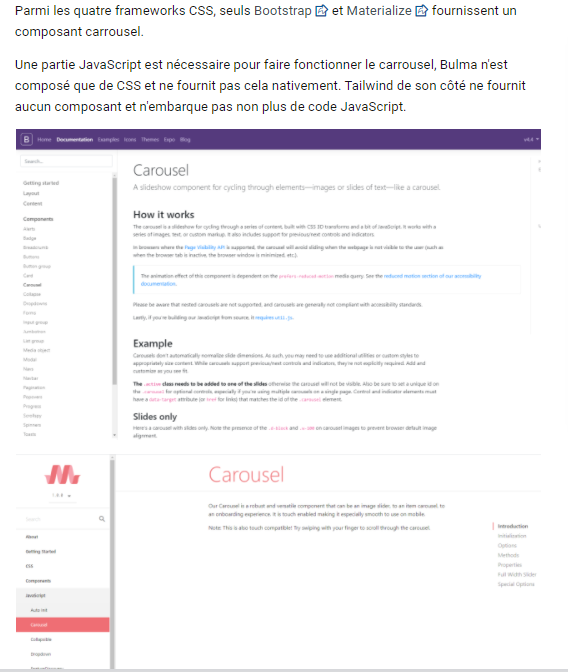 Parmi les quatre frameworks CSS, seuls Bootstrap et Materialize fournissent un
composant carrousel.
Une partie JavaScript est nécessaire pour faire fonctionner le carrousel, Bulma n'est
composé que de CSS et ne fournit pas cela nativement. Tailwind de son côté ne fournit
aucun composant et n'embarque pas non plus de code JavaScript.
B Home Documentation Examples Icons Themes Expo Blog
Search...
Getting started
Layout
Content
Components
Alerts
Badge
Breadcrumb
Buttons
Button group
Card
Carousel
Collapse
Dropdowns
Forms
Input group
Jumbotron
List group
Media object
Modal
Navs
Navbar
Pagination
Popovers
Progress
Scrollspy
Spinners
Toasts
Carousel
A slideshow component for cycling through elements—images or slides of text—like a carousel.
How it works
The carousel is a slideshow for cycling through a series of content, built with CSS 3D transforms and a bit of JavaScript. It works with a
series of images, text, or custom markup. It also includes support for previous/next controls and indicators.
In browsers where the Page Visibility API is supported, the carousel will avoid sliding when the webpage is not visible to the user (such as
when the browser tab is inactive, the browser window is minimized, etc.).
The animation effect of this component is dependent on the prefers-reduced-motion media query. See the reduced motion section of our accessibility
documentation.
Please be aware that nested carousels are not supported, and carousels are generally not compliant with accessibility standards.
Lastly, if you're building our JavaScript from source, it requires util.js.
Example
Carousels don't automatically normalize slide dimensions. As such, you may need to use additional utilities or custom styles to
appropriately size content. While carousels support previous/next controls and indicators, they're not explicitly required. Add and
customize as you see fit.
The .active class needs to be added to one of the slides otherwise the carousel will not be visible. Also be sure to set a unique id on
the .carousel for optional controls, especially if you're using multiple carousels on a single page. Control and indicator elements must
have a data-target attribute (or href for links) that matches the id of the .carousel element.
Slides only
Here's a carousel with slides only. Note the presence of the .d-block and .w-100 on carousel images to prevent browser default image
alignment.
1.0.0
Search
About
Getting Started
CSS
Components
JavaScript
Auto Init
Carousel
Collapsible
Dropdown
Carousel
Our Carousel is a robust and versatile component that can be an image slider, to an item carousel, to
an onboarding experience. It is touch enabled making it especially smooth to use on mobile.
Note: This is also touch compatible! Try swiping with your finger to scroll through the carousel.
Introduction
Initialization
Options
Methods
Properties
Full Width Slider
Special Options